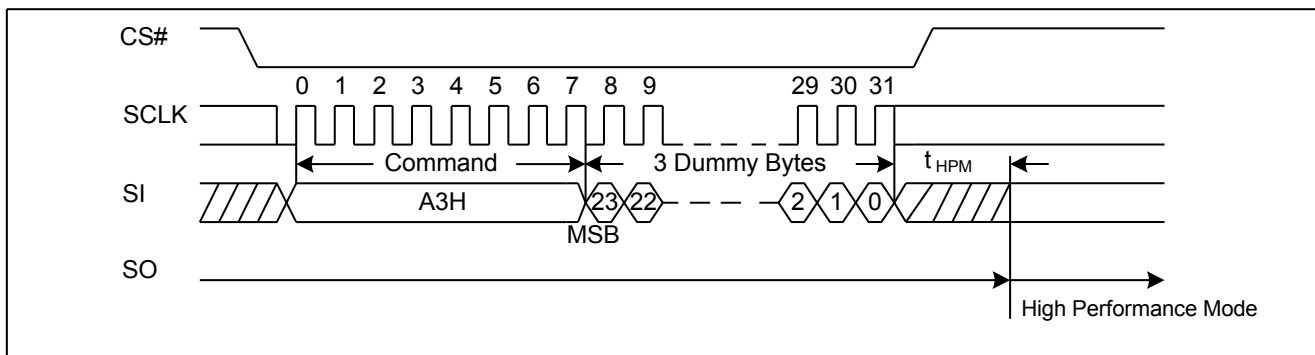 CS#
0 1 2 3 4 5 6 7 8 9 29 30 31
SCLK
Command 3 Dummy Bytes tHPM
SI A3H 23 22 2 1 0
MSB
SO
High Performance Mode